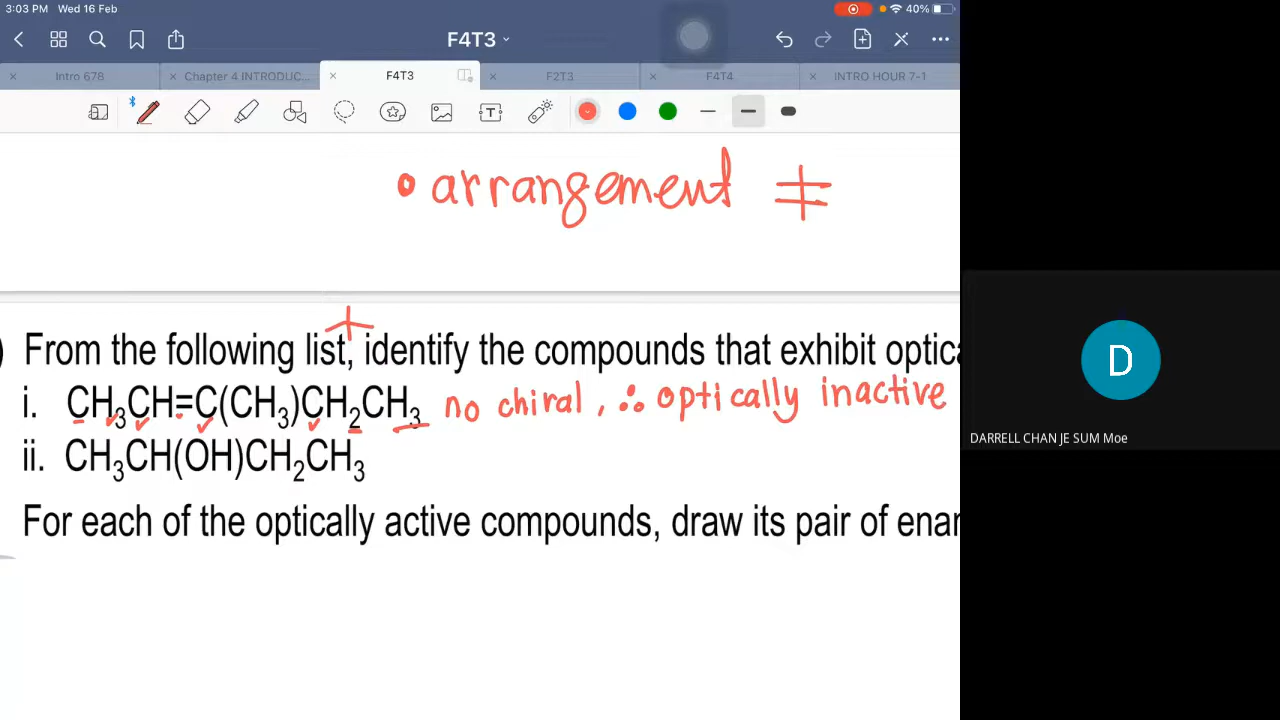 3:03 PM Wed 16 Feb
40%
F4T3
Intro 678
Chapter 4 INTRODUC...
F4T3
F2T3
F4T4
INTRO HOUR 7-1
T
• arrangement ≠
) From the following list, identify the compounds that exhibit optica
i. CH₃CH=C(CH₃)CH₂CH₃ no chiral, ∴ optically inactive
ii. CH₃CH(OH)CH₂CH₃
For each of the optically active compounds, draw its pair of enan
D
DARRELL CHAN JE SUM Moe